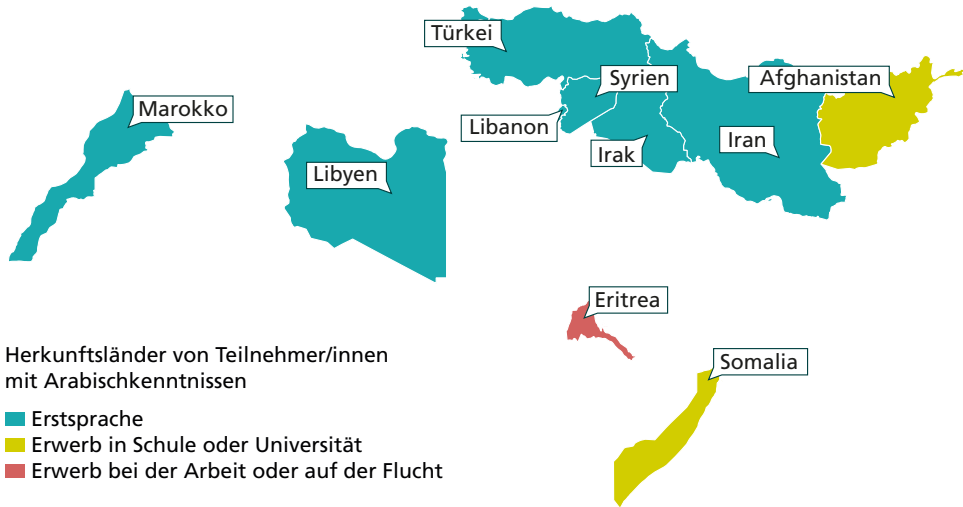 Türkei
Syrien
Afghanistan
Marokko
Libanon
Irak
Iran
Libyen
Eritrea
Somalia
Herkunftsländer von Teilnehmer/innen
mit Arabischkenntnissen
Erstsprache
Erwerb in Schule oder Universität
Erwerb bei der Arbeit oder auf der Flucht